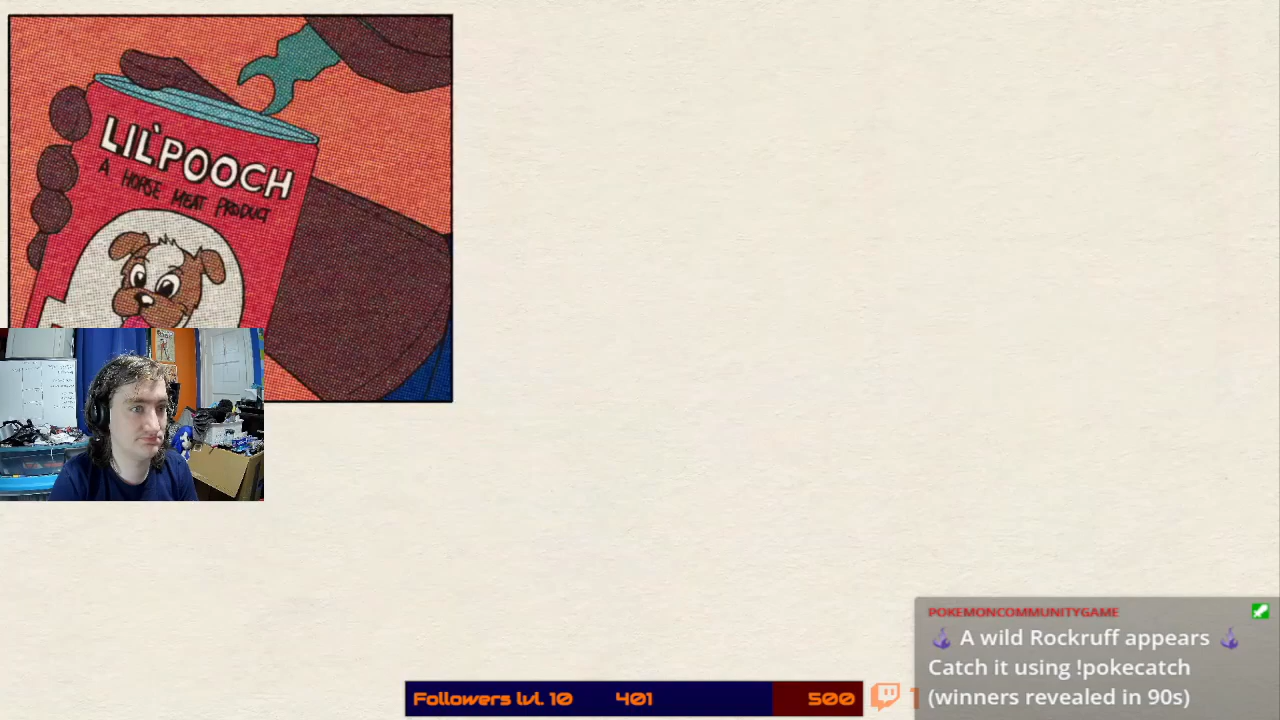 LIL'POOCH
A HORSE MEAT PRODUCT
POKEMONCOMMUNITYGAME
A wild Rockruff appears
Catch it using !pokecatch
(winners revealed in 90s)
Followers lvl. 10 401 500 1